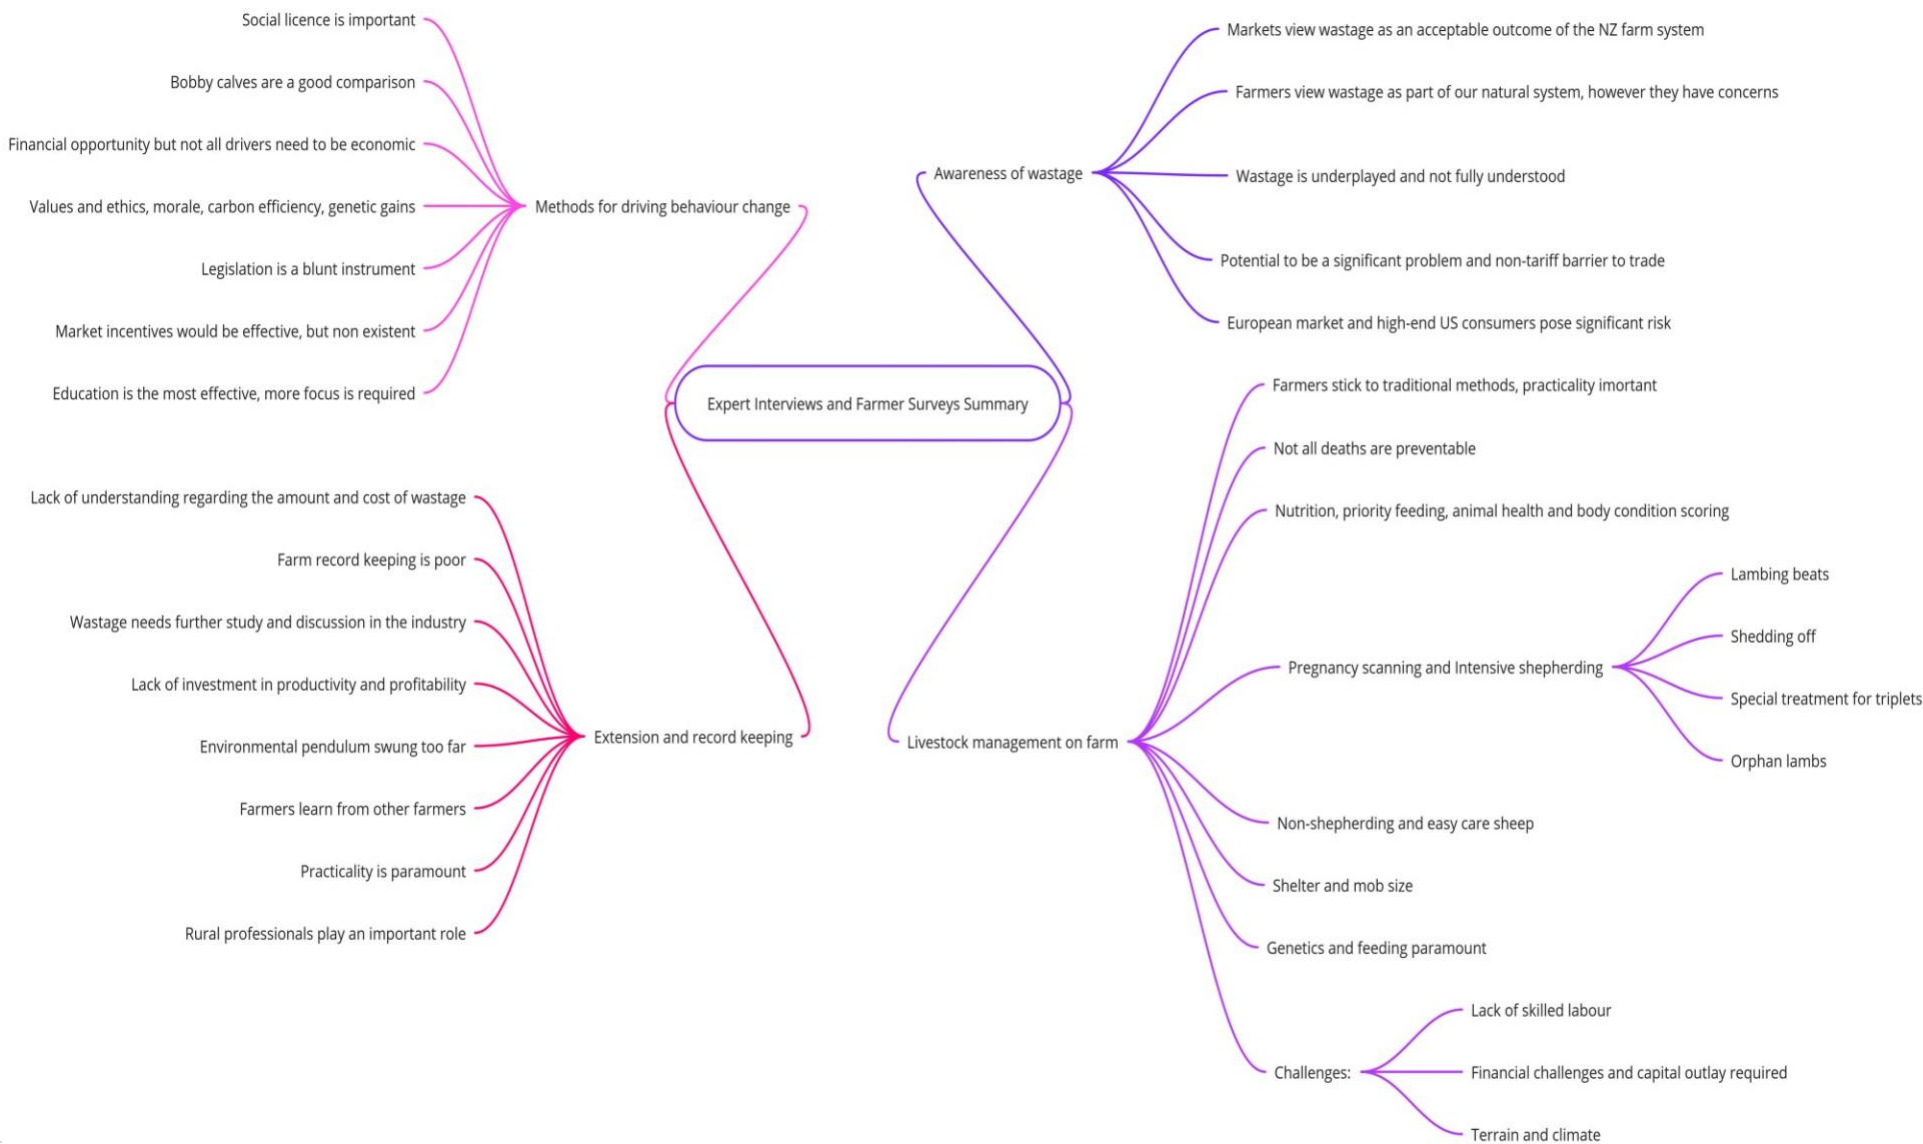 Expert Interviews and Farmer Surveys Summary
Methods for driving behaviour change
Social licence is important
Bobby calves are a good comparison
Financial opportunity but not all drivers need to be economic
Values and ethics, morale, carbon efficiency, genetic gains
Legislation is a blunt instrument
Market incentives would be effective, but non existent
Education is the most effective, more focus is required
Extension and record keeping
Lack of understanding regarding the amount and cost of wastage
Farm record keeping is poor
Wastage needs further study and discussion in the industry
Lack of investment in productivity and profitability
Environmental pendulum swung too far
Farmers learn from other farmers
Practicality is paramount
Rural professionals play an important role
Awareness of wastage
Markets view wastage as an acceptable outcome of the NZ farm system
Farmers view wastage as part of our natural system, however they have concerns
Wastage is underplayed and not fully understood
Potential to be a significant problem and non-tariff barrier to trade
European market and high-end US consumers pose significant risk
Livestock management on farm
Farmers stick to traditional methods, practicality imortant
Not all deaths are preventable
Nutrition, priority feeding, animal health and body condition scoring
Pregnancy scanning and Intensive shepherding
Lambing beats
Shedding off
Special treatment for triplets
Orphan lambs
Non-shepherding and easy care sheep
Shelter and mob size
Genetics and feeding paramount
Challenges:
Lack of skilled labour
Financial challenges and capital outlay required
Terrain and climate